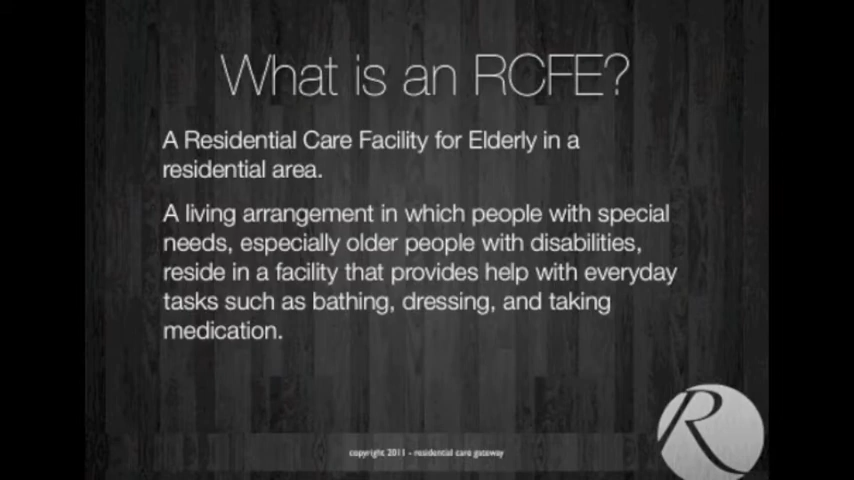 What is an RCFE?
A Residential Care Facility for Elderly in a
residential area.
A living arrangement in which people with special
needs, especially older people with disabilities,
reside in a facility that provides help with everyday
tasks such as bathing, dressing, and taking
medication.
copyright 2011 - residential care gateway
R